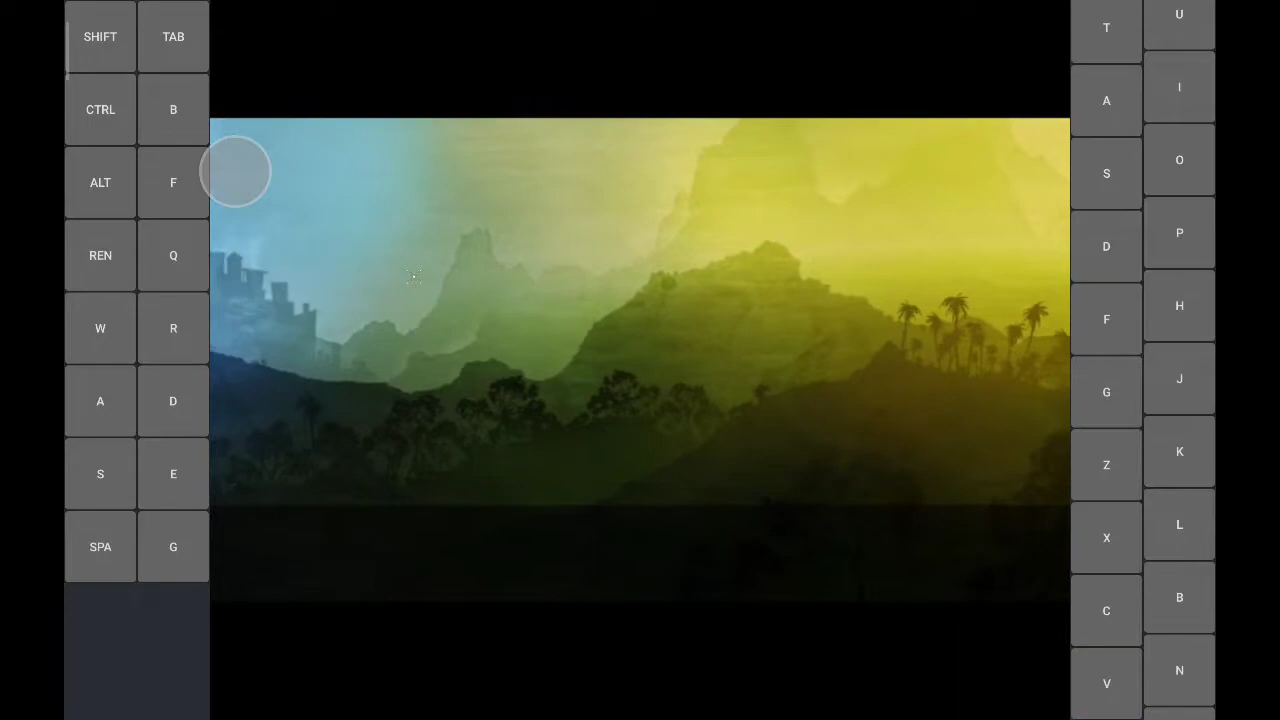 SHIFT TAB
CTRL B
ALT F
REN Q
W R
A D
S E
SPA G
T U
A I
S O
D P
F H
G J
Z K
X L
C B
V N